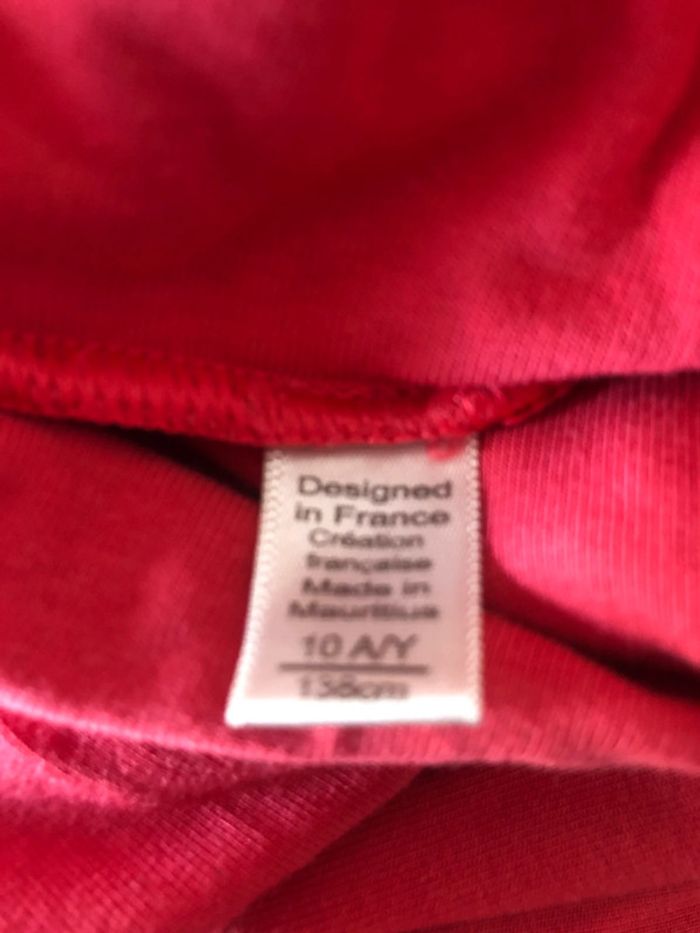 Designed
in France
Création
française
Made in
Mauritius
10 A/Y
138cm